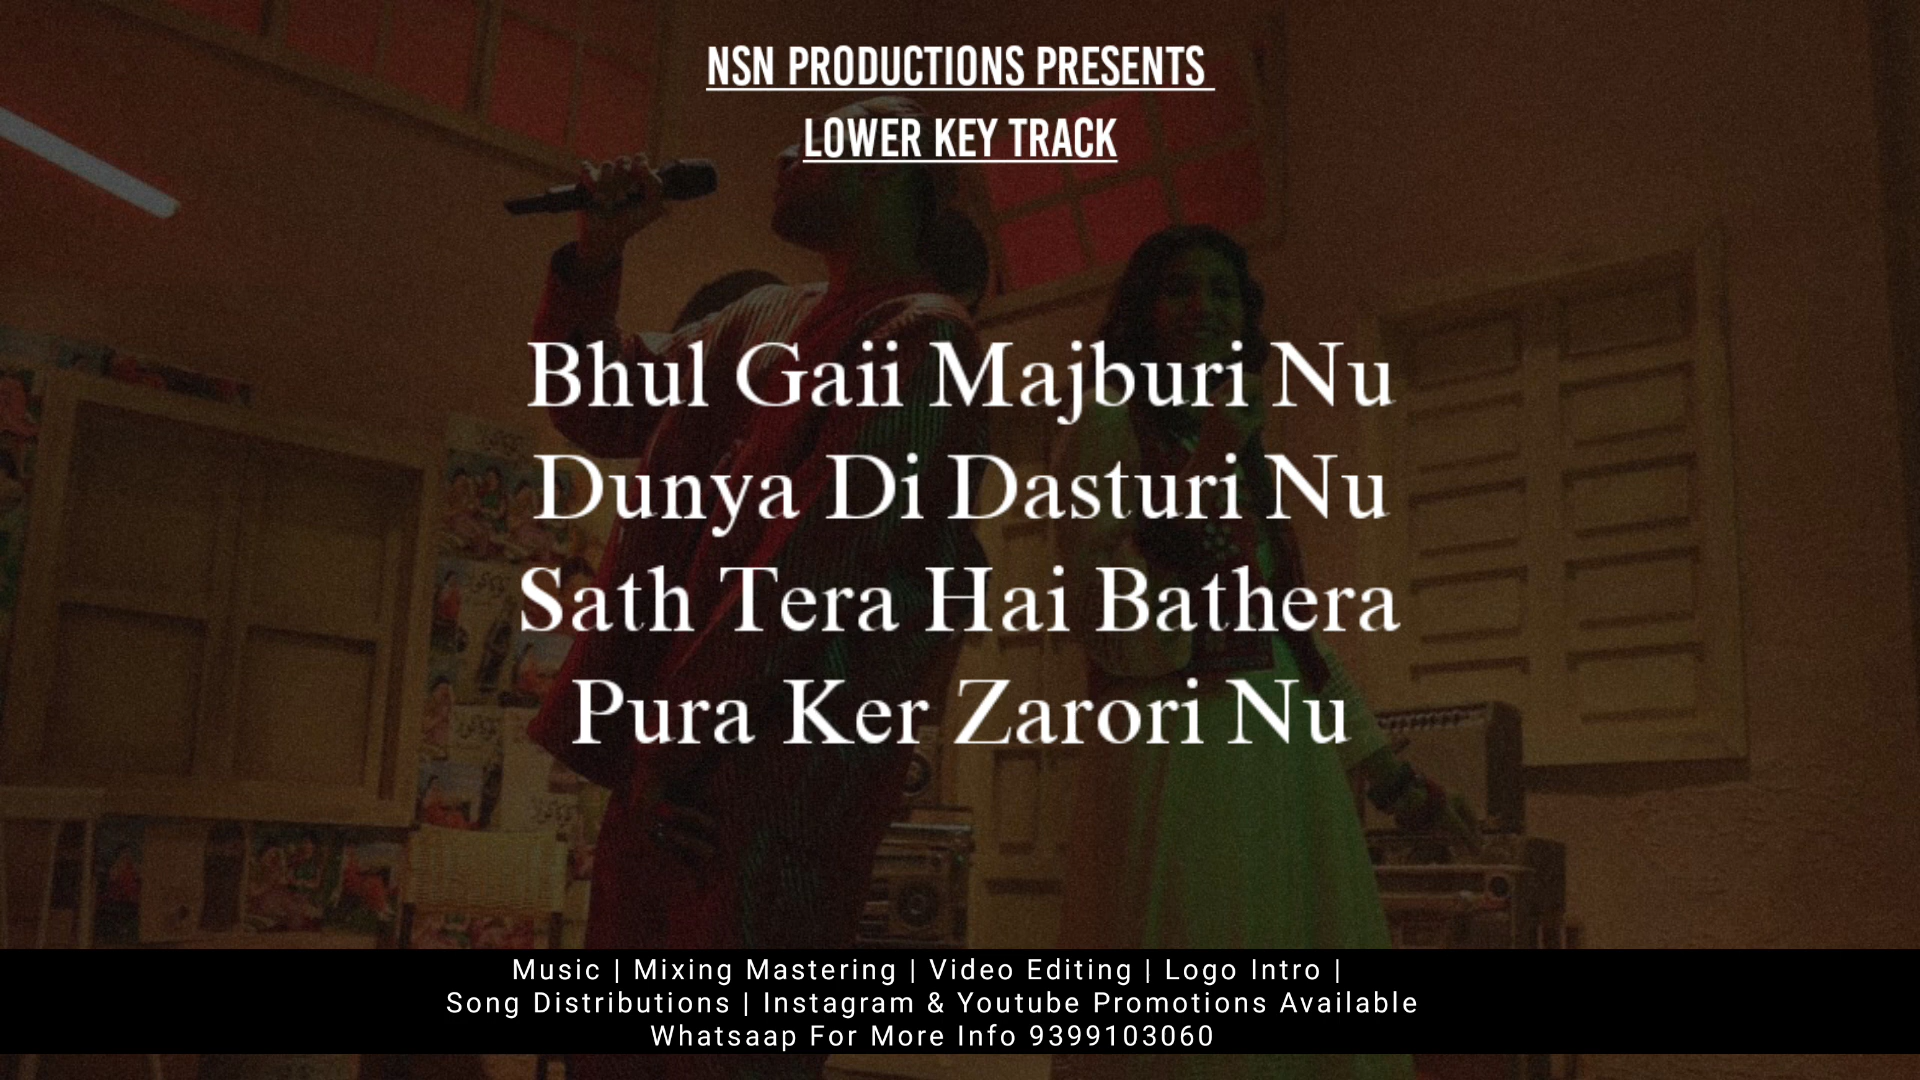 NSN PRODUCTIONS PRESENTS
LOWER KEY TRACK
Bhul Gaii Majburi Nu
Dunya Di Dasturi Nu
Sath Tera Hai Bathera
Pura Ker Zarori Nu
Music | Mixing Mastering | Video Editing | Logo Intro |
Song Distributions | Instagram & Youtube Promotions Available
Whatsaap For More Info 9399103060